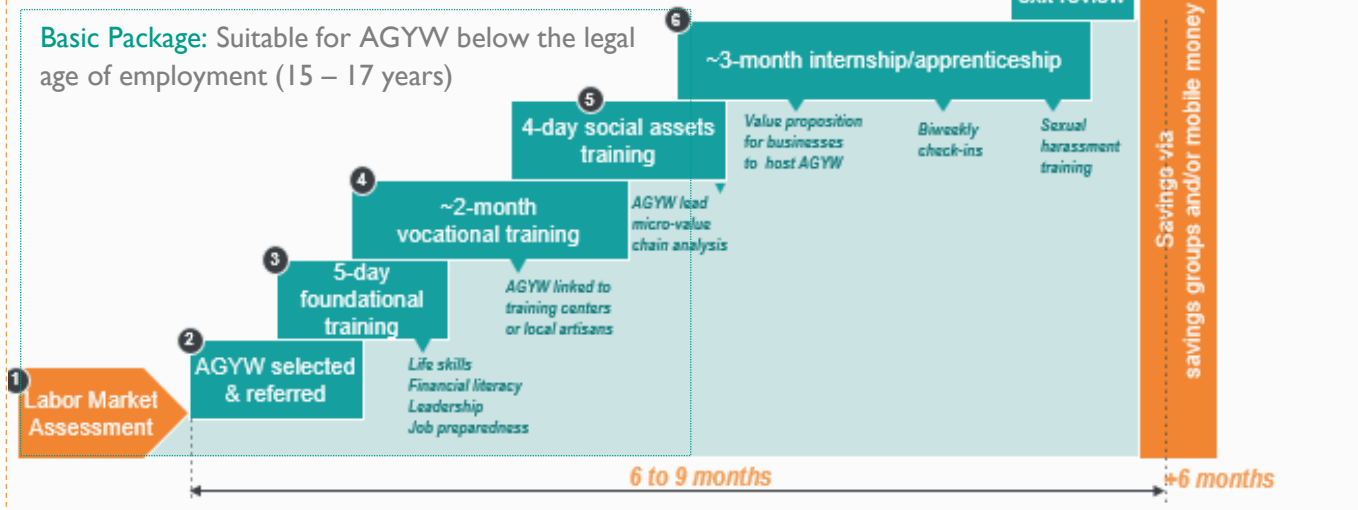 Basic Package: Suitable for AGYW below the legal
age of employment (15 – 17 years)
6
~3-month internship/apprenticeship
5
4-day social assets
training
Value proposition
for businesses
to host AGYW
Biweekly
check-ins
Sexual
harassment
training
4
~2-month
vocational training
AGYW lead
micro-value
chain analysis
3
5-day
foundational
training
AGYW linked to
training centers
or local artisans
2
AGYW selected
& referred
Life skills
Financial literacy
Leadership
Job preparedness
1
Labor Market
Assessment
Savings via
savings groups and/or mobile money
6 to 9 months
+6 months